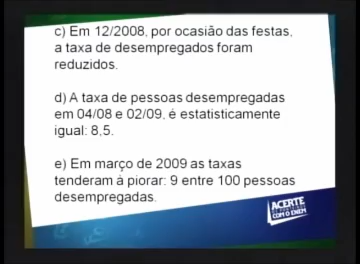 c) Em 12/2008, por ocasião das festas,
a taxa de desempregados foram
reduzidos.
d) A taxa de pessoas desempregadas
em 04/08 e 02/09, é estatisticamente
igual: 8,5.
e) Em março de 2009 as taxas
tenderam à piorar: 9 entre 100 pessoas
desempregadas.
ACERTE
COM O ENEM